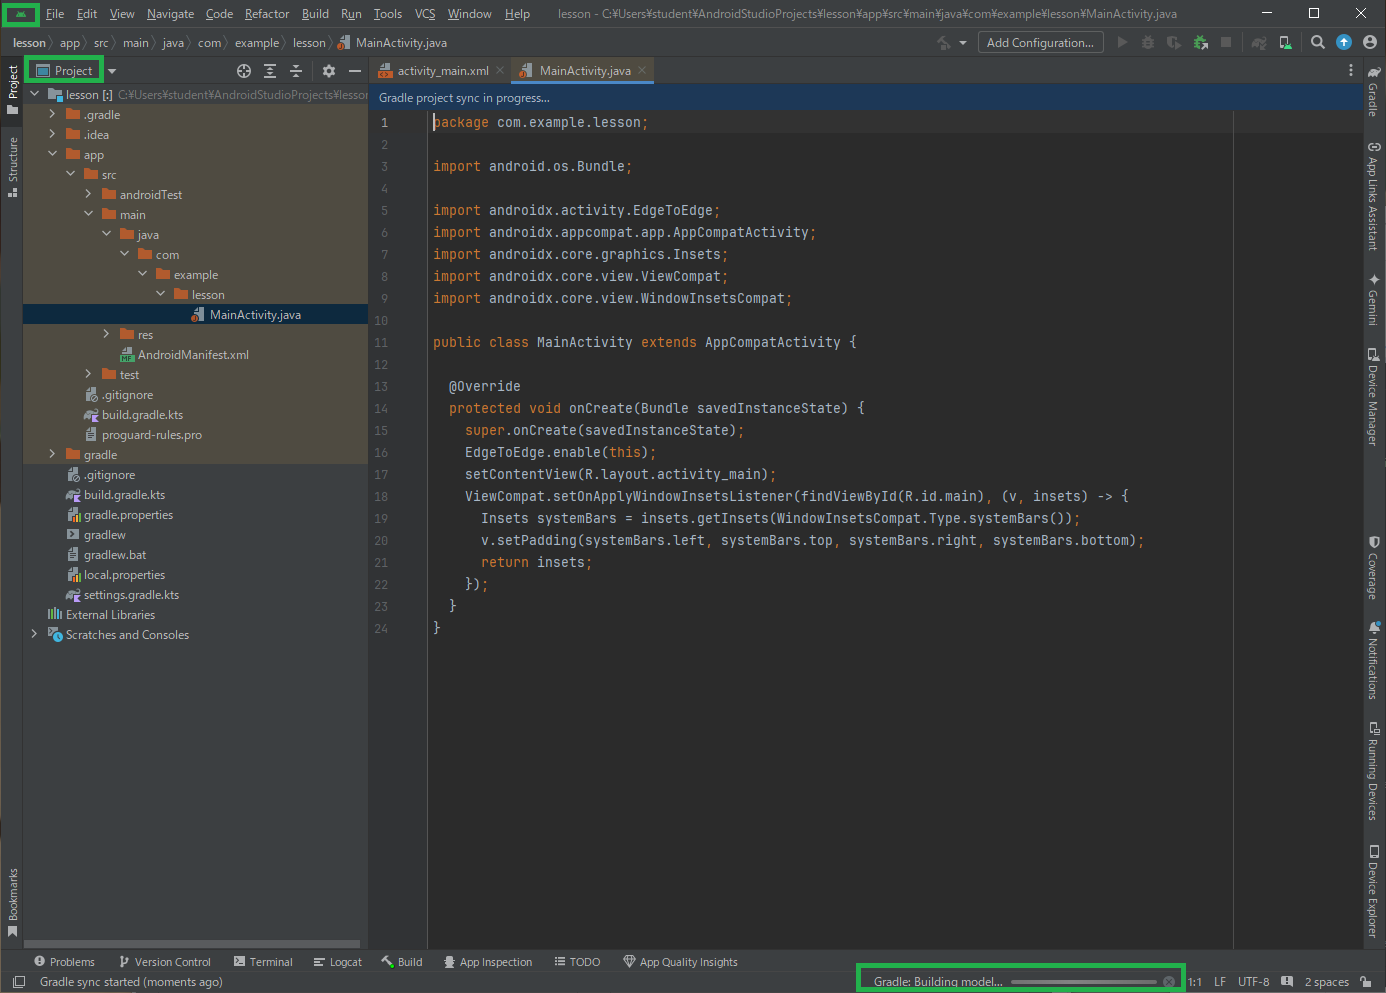 File Edit View Navigate Code Refactor Build Run Tools VCS Window Help lesson - C:¥Users¥student¥AndroidStudioProjects¥lesson¥app¥src¥main¥java¥com¥example¥lesson¥MainActivity.java
lesson app src main java com example lesson MainActivity.java Add Configuration...
Project
Structure
Bookmarks
Project
lesson [:] C:¥Users¥student¥AndroidStudioProjects¥lesson
.gradle
.idea
app
src
androidTest
main
java
com
example
lesson
MainActivity.java
res
AndroidManifest.xml
test
.gitignore
build.gradle.kts
proguard-rules.pro
gradle
.gitignore
build.gradle.kts
gradle.properties
gradlew
gradlew.bat
local.properties
settings.gradle.kts
External Libraries
Scratches and Consoles
activity_main.xml MainActivity.java
Gradle project sync in progress...
1 package com.example.lesson;
2
3 import android.os.Bundle;
4
5 import androidx.activity.EdgeToEdge;
6 import androidx.appcompat.app.AppCompatActivity;
7 import androidx.core.graphics.Insets;
8 import androidx.core.view.ViewCompat;
9 import androidx.core.view.WindowInsetsCompat;
10
11 public class MainActivity extends AppCompatActivity {
12
13 @Override
14 protected void onCreate(Bundle savedInstanceState) {
15 super.onCreate(savedInstanceState);
16 EdgeToEdge.enable(this);
17 setContentView(R.layout.activity_main);
18 ViewCompat.setOnApplyWindowInsetsListener(findViewById(R.id.main), (v, insets) -> {
19 Insets systemBars = insets.getInsets(WindowInsetsCompat.Type.systemBars());
20 v.setPadding(systemBars.left, systemBars.top, systemBars.right, systemBars.bottom);
21 return insets;
22 });
23 }
24 }
Gradle
App Links Assistant
Gemini
Device Manager
Coverage
Notifications
Running Devices
Device Explorer
Problems Version Control Terminal Logcat Build App Inspection TODO App Quality Insights
Gradle sync started (moments ago) Gradle: Building model... 1:1 LF UTF-8 2 spaces